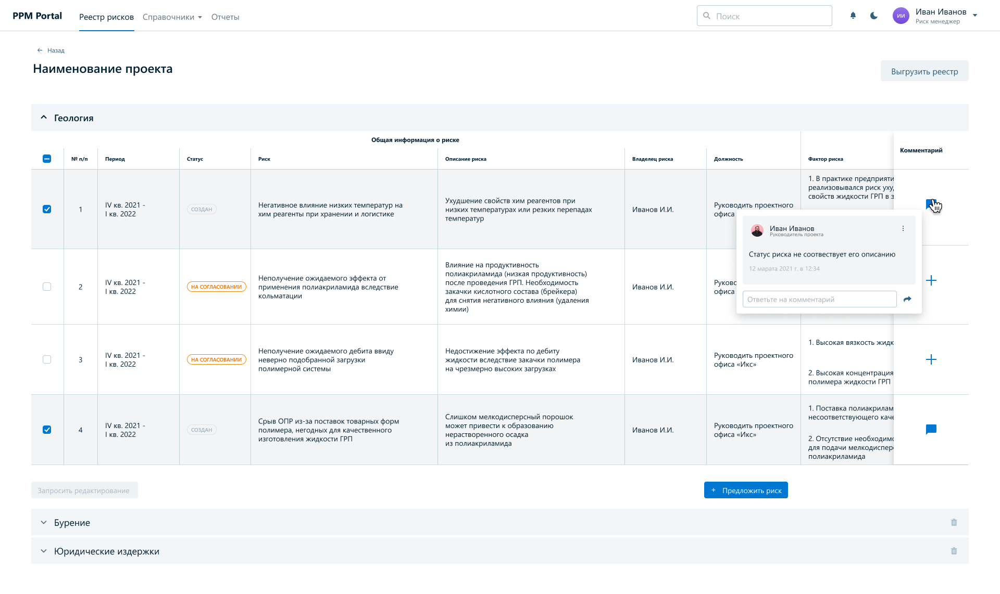 PPM Portal
Реестр рисков
Справочники
Отчеты
Поиск
ИИ
Иван Иванов
Риск менеджер
Назад
Наименование проекта
Выгрузить реестр
Геология
Общая информация о риске
Комментарий
№ п/п
Период
Статус
Риск
Описание риска
Владелец риска
Должность
Фактор риска
1
IV кв. 2021 -
I кв. 2022
СОЗДАН
Негативное влияние низких температур на
хим реагенты при хранении и логистике
Ухудшение свойств хим реагентов при
низких температурах или резких перепадах
температур
Иванов И.И.
Руководить проектного
офиса
1. В практике предприяти
реализовывался риск уху
свойств жидкости ГРП в з
Иван Иванов
Руководитель проекта
Статус риска не соотвествует его описанию
12 марата 2021 г. в 12:34
Ответьте на комментарий
2
IV кв. 2021 -
I кв. 2022
НА СОГЛАСОВАНИИ
Неполучение ожидаемого эффекта от
применения полиакриламида вследствие
кольматации
Влияние на продуктивность
полиакриламида (низкая продуктивность)
после проведения ГРП. Необходимость
закачки кислотного состава (брейкера)
для снятия негативного влияния (удаления
химии)
Иванов И.И.
Руково
офиса
3
IV кв. 2021 -
I кв. 2022
НА СОГЛАСОВАНИИ
Неполучение ожидаемого дебита ввиду
неверно подобранной загрузки
полимерной системы
Недостижение эффекта по дебиту
жидкости вследствие закачки полимера
на чрезмерно высоких загрузках
Иванов И.И.
Руководить проектного
офиса «Икс»
1. Высокая вязкость жидк
2. Высокая концентрация
полимера жидкости ГРП
4
IV кв. 2021 -
I кв. 2022
СОЗДАН
Срыв ОПР из-за поставок товарных форм
полимера, негодных для качественного
изготовления жидкости ГРП
Слишком мелкодисперсный порошок
может привести к образованию
нерастворенного осадка
из полиакриламида
Иванов И.И.
Руководить проектного
офиса «Икс»
1. Поставка полиакрилам
несоответствующего каче
2. Отсутствие необходимо
для подачи мелкодиспер
полиакриламида
Запросить редактирование
+ Предложить риск
Бурение
Юридические издержки